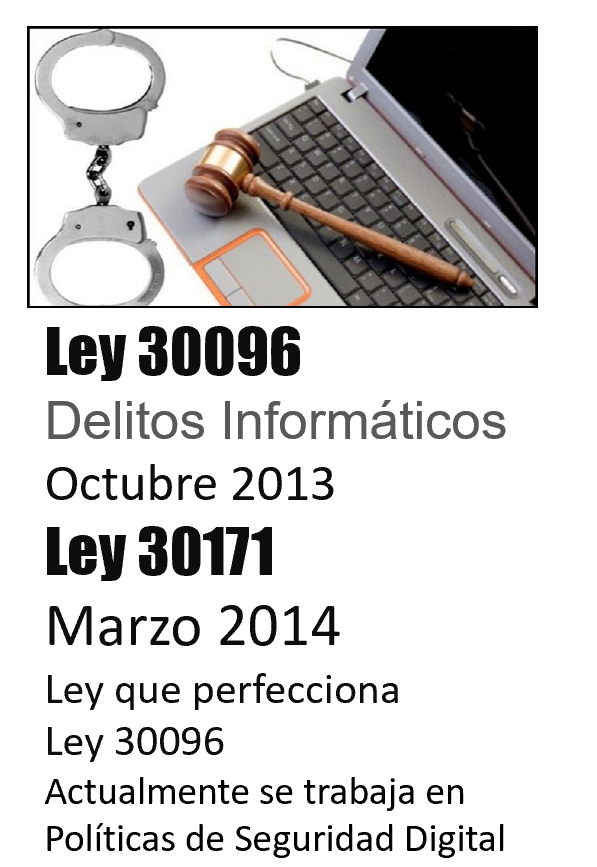 Ley 30096
Delitos Informáticos
Octubre 2013
Ley 30171
Marzo 2014
Ley que perfecciona
Ley 30096
Actualmente se trabaja en
Políticas de Seguridad Digital